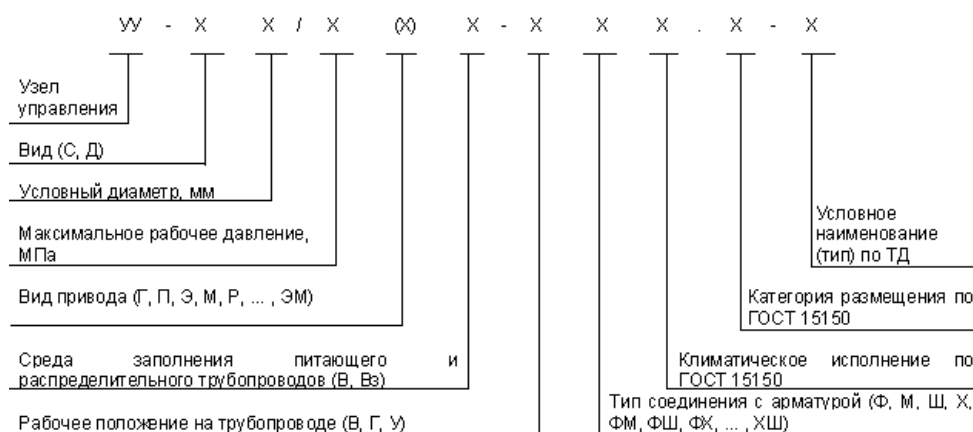 УУ - Х Х / Х (Х) Х - Х Х Х . Х - Х
Узел
управления
Вид (С, Д)
Условный диаметр, мм
Максимальное рабочее давление,
МПа
Вид привода (Г, П, Э, М, Р, ... , ЭМ)
Среда заполнения питающего и
распределительного трубопроводов (В, Вз)
Рабочее положение на трубопроводе (В, Г, У)
Условное
наименование
(тип) по ТД
Категория размещения по
ГОСТ 15150
Климатическое исполнение по
ГОСТ 15150
Тип соединения с арматурой (Ф, М, Ш, Х,
ФМ, ФШ, ФХ, ... , ХШ)